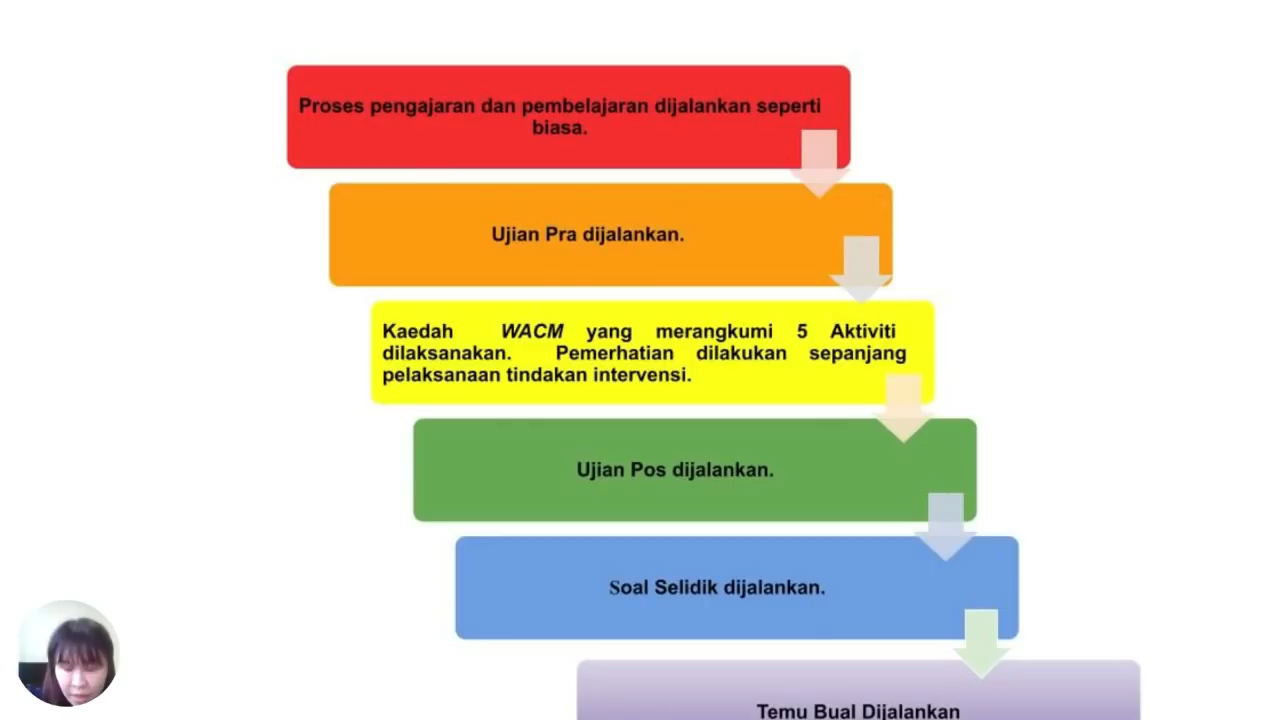 Proses pengajaran dan pembelajaran dijalankan seperti
biasa.
Ujian Pra dijalankan.
Kaedah WACM yang merangkumi 5 Aktiviti
dilaksanakan. Pemerhatian dilakukan sepanjang
pelaksanaan tindakan intervensi.
Ujian Pos dijalankan.
Soal Selidik dijalankan.
Temu Bual Dijalankan